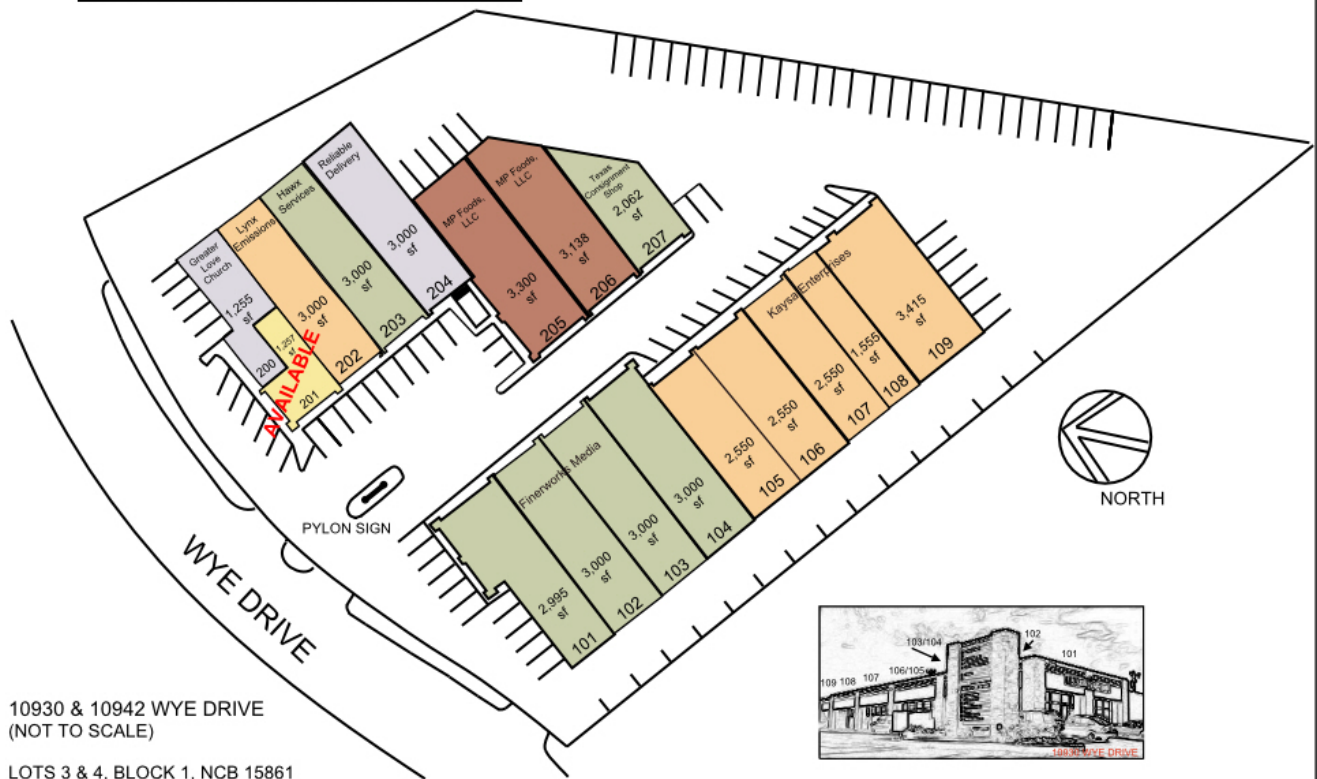 Greater
Love
Church
1,255
sf
200
1,257
sf
AVAILABLE
201
Lynx
Emissions
3,000
sf
202
Hawx
Services
3,000
sf
203
Reliable
Delivery
3,000
sf
204
MP Foods,
LLC
3,300
sf
205
MP Foods,
LLC
3,138
sf
206
Texas
Consignment
Shop
2,062
sf
207
Finerworks Media
2,995
sf
101
3,000
sf
102
3,000
sf
103
3,000
sf
104
Kaysa Enterprises
2,550
sf
105
2,550
sf
106
2,550
sf
107
1,555
sf
108
3,415
sf
109
PYLON SIGN
WYE DRIVE
NORTH
103/104
102
101
109 108 107 106/105
10930 WYE DRIVE
10930 & 10942 WYE DRIVE
(NOT TO SCALE)
LOTS 3 & 4, BLOCK 1, NCB 15861